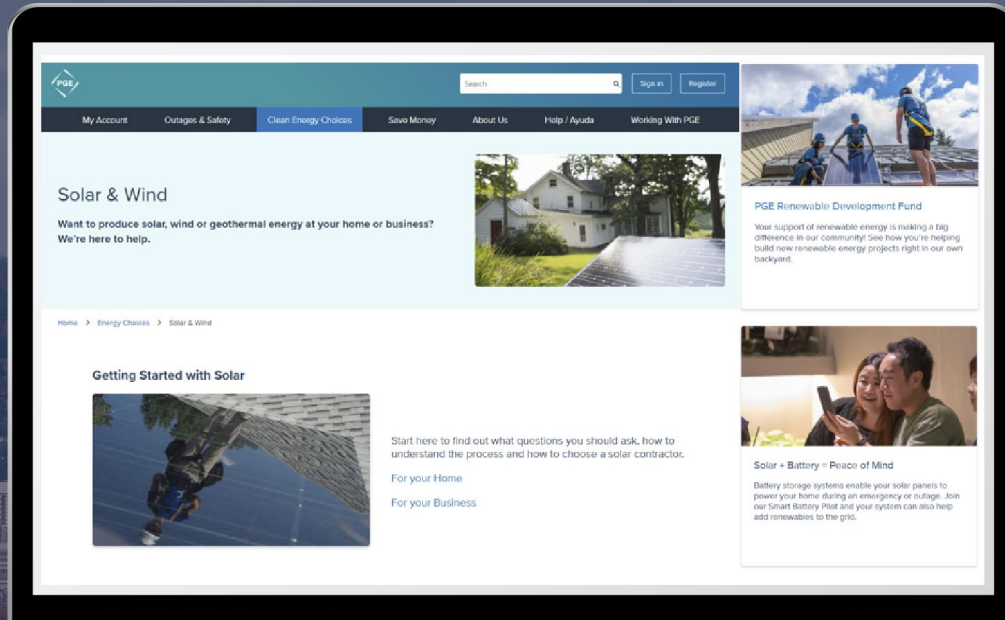 PGE
Search
Sign in
Register
My Account
Outages & Safety
Clean Energy Choices
Save Money
About Us
Help / Ayuda
Working With PGE
Solar & Wind
Want to produce solar, wind or geothermal energy at your home or business?
We're here to help.
Home > Energy Choices > Solar & Wind
Getting Started with Solar
Start here to find out what questions you should ask, how to
understand the process and how to choose a solar contractor.
For your Home
For your Business
PGE Renewable Development Fund
Your support of renewable energy is making a big
difference in our community! See how you're helping
build new renewable energy projects right in our own
backyard.
Solar + Battery = Peace of Mind
Battery storage systems enable your solar panels to
power your home during an emergency or outage. Join
our Smart Battery Pilot and your system can also help
add renewables to the grid.